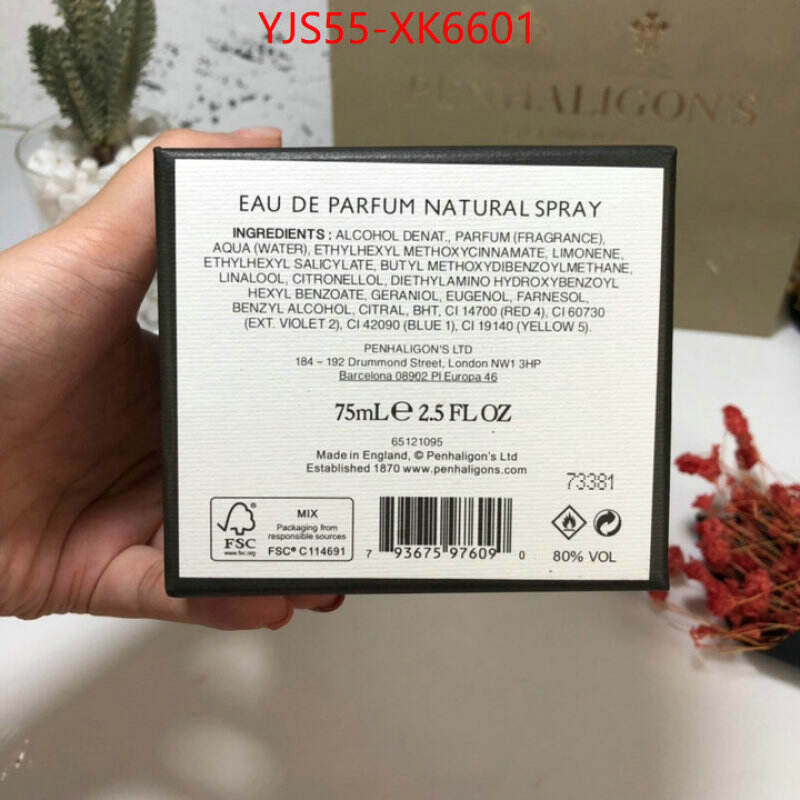 YJS55-XK6601
PENHALIGON'S
EAU DE PARFUM NATURAL SPRAY
INGREDIENTS : ALCOHOL DENAT., PARFUM (FRAGRANCE),
AQUA (WATER), ETHYLHEXYL METHOXYCINNAMATE, LIMONENE,
ETHYLHEXYL SALICYLATE, BUTYL METHOXYDIBENZOYLMETHANE,
LINALOOL, CITRONELLOL, DIETHYLAMINO HYDROXYBENZOYL
HEXYL BENZOATE, GERANIOL, EUGENOL, FARNESOL,
BENZYL ALCOHOL, CITRAL, BHT, CI 14700 (RED 4), CI 60730
(EXT. VIOLET 2), CI 42090 (BLUE 1), CI 19140 (YELLOW 5).
PENHALIGON'S LTD
184 – 192 Drummond Street, London NW1 3HP
Barcelona 08902 Pl Europa 46
75mL℮ 2.5 FL OZ
65121095
Made in England, © Penhaligon's Ltd
Established 1870 www.penhaligons.com
73381
FSC
www.fsc.org
MIX
Packaging from
responsible sources
FSC® C114691
7 93675 97609 0
80% VOL